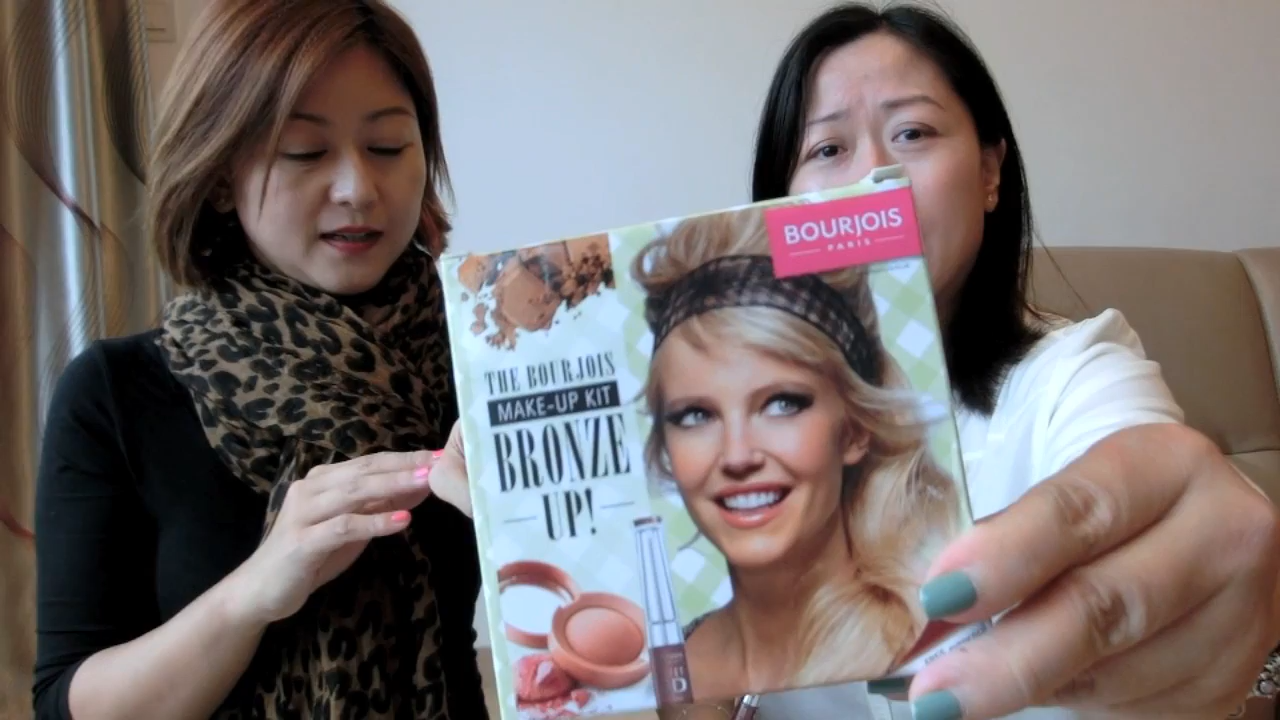 BOURJOIS
PARIS
THE BOURJOIS
MAKE-UP KIT
BRONZE
UP!